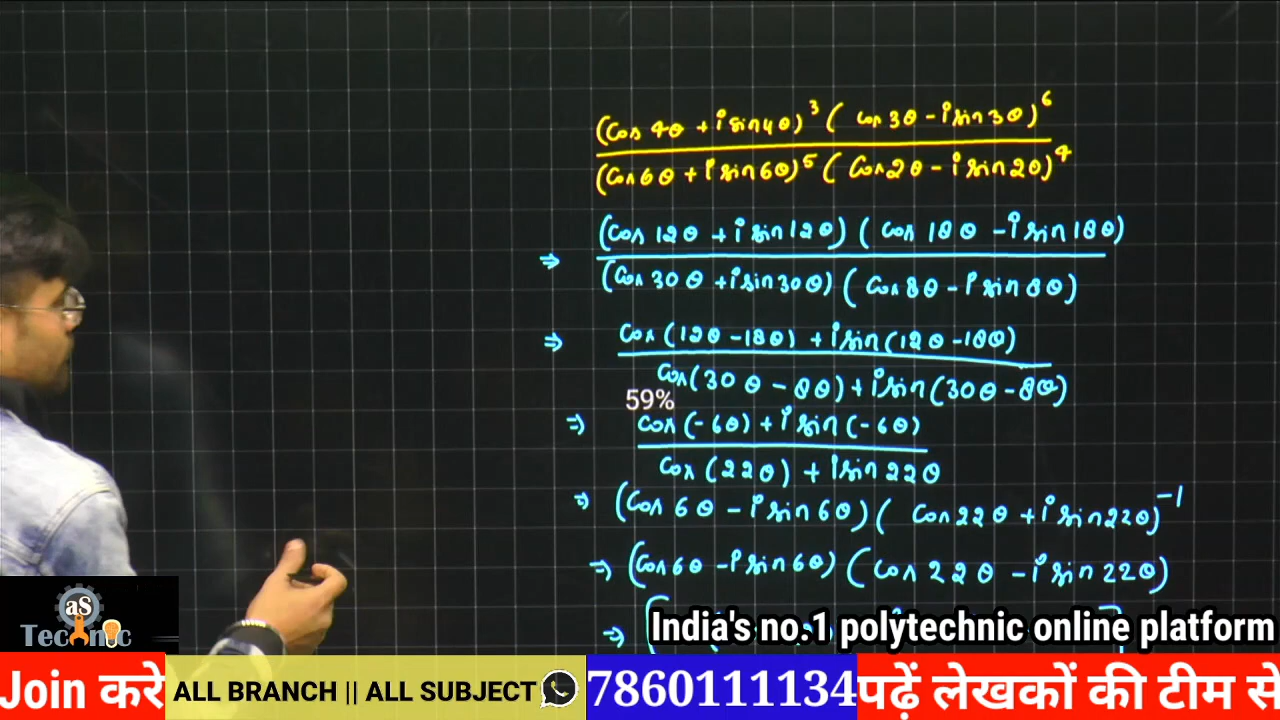 (cos 4θ + i sin 4θ)³ ( cos 3θ - i sin 3θ)⁶
(cos 6θ + i sin 6θ)⁵ ( cos 2θ - i sin 2θ)⁴
⇒ (cos 12θ + i sin 12θ) ( cos 18θ - i sin 18θ)
(cos 30θ + i sin 30θ) ( cos 8θ - i sin 8θ)
⇒ cos (12θ - 18θ) + i sin (12θ - 18θ)
cos (30θ - 8θ) + i sin (30θ - 8θ)
59%
⇒ cos (-6θ) + i sin (-6θ)
cos (22θ) + i sin 22θ
⇒ (cos 6θ - i sin 6θ) ( cos 22θ + i sin 22θ)⁻¹
⇒ (cos 6θ - i sin 6θ) (cos 22θ - i sin 22θ)
⇒
India's no.1 polytechnic online platform
aS
Tecnic
Join करे ALL BRANCH || ALL SUBJECT 7860111134 पढ़ें लेखकों की टीम से